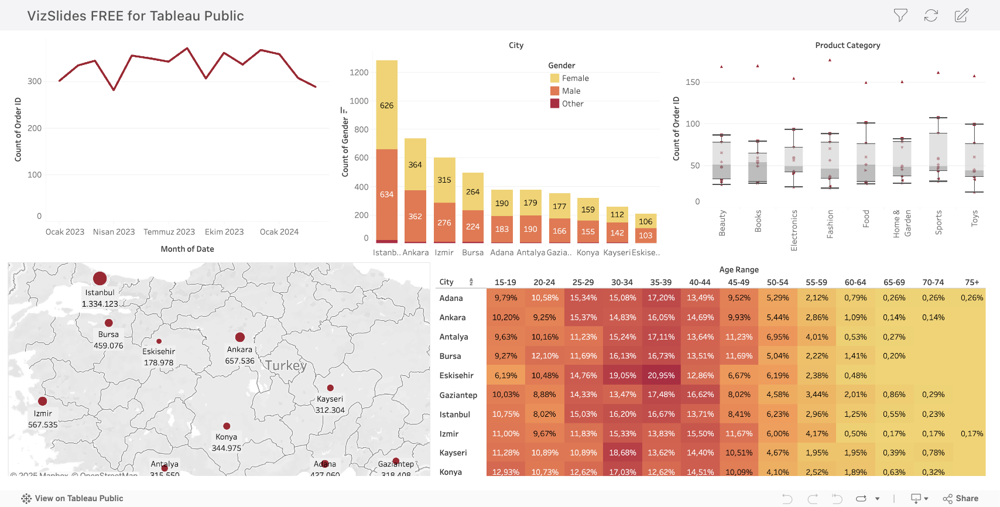 VizSlides FREE for Tableau Public
Count of Order ID
300
200
100
0
Ocak 2023
Nisan 2023
Temmuz 2023
Ekim 2023
Ocak 2024
Month of Date
City
Count of Gender
1200
1000
800
600
400
200
0
Gender
Female
Male
Other
626
634
364
362
315
276
264
224
190
183
179
190
177
166
159
155
112
142
106
103
Istanb..
Ankara
Izmir
Bursa
Adana
Antalya
Gazia..
Konya
Kayseri
Eskise..
Product Category
Count of Order ID
150
100
50
0
Beauty
Books
Electronics
Fashion
Food
Home &
Garden
Sports
Toys
Istanbul
1.334.123
Bursa
459.076
Eskisehir
178.978
Ankara
657.536
Turkey
Izmir
567.535
Kayseri
312.304
Konya
344.975
Antalya
315.550
Adana
427.060
Gaziantep
318.408
© 2025 Mapbox © OpenStreetMap
Age Range
City 15-19 20-24 25-29 30-34 35-39 40-44 45-49 50-54 55-59 60-64 65-69 70-74 75+
Adana 9,79% 10,58% 15,34% 15,08% 17,20% 13,49% 9,52% 5,29% 2,12% 0,79% 0,26% 0,26% 0,26%
Ankara 10,20% 9,25% 15,37% 14,83% 16,05% 14,69% 9,93% 5,44% 2,86% 1,09% 0,14% 0,14%
Antalya 9,63% 10,16% 11,23% 15,24% 17,11% 13,64% 11,23% 6,95% 4,01% 0,53% 0,27%
Bursa 9,27% 12,10% 11,69% 16,13% 16,73% 13,51% 11,69% 5,04% 2,22% 1,41% 0,20%
Eskisehir 6,19% 10,48% 14,76% 19,05% 20,95% 12,86% 6,67% 6,19% 2,38% 0,48%
Gaziantep 10,03% 8,88% 14,33% 13,47% 17,48% 16,62% 8,02% 4,58% 3,44% 2,01% 0,86% 0,29%
Istanbul 10,75% 8,02% 15,03% 16,20% 16,67% 13,71% 8,41% 6,23% 2,96% 1,25% 0,55% 0,23%
Izmir 11,00% 9,67% 11,83% 15,33% 13,83% 15,50% 11,67% 6,00% 4,17% 0,50% 0,17% 0,17% 0,17%
Kayseri 11,28% 10,89% 10,89% 18,68% 13,62% 14,40% 10,51% 4,67% 1,95% 1,95% 0,39% 0,78%
Konya 12,93% 10,73% 12,62% 17,03% 12,62% 14,51% 10,09% 4,10% 2,52% 1,89% 0,63% 0,32%
View on Tableau Public
Share